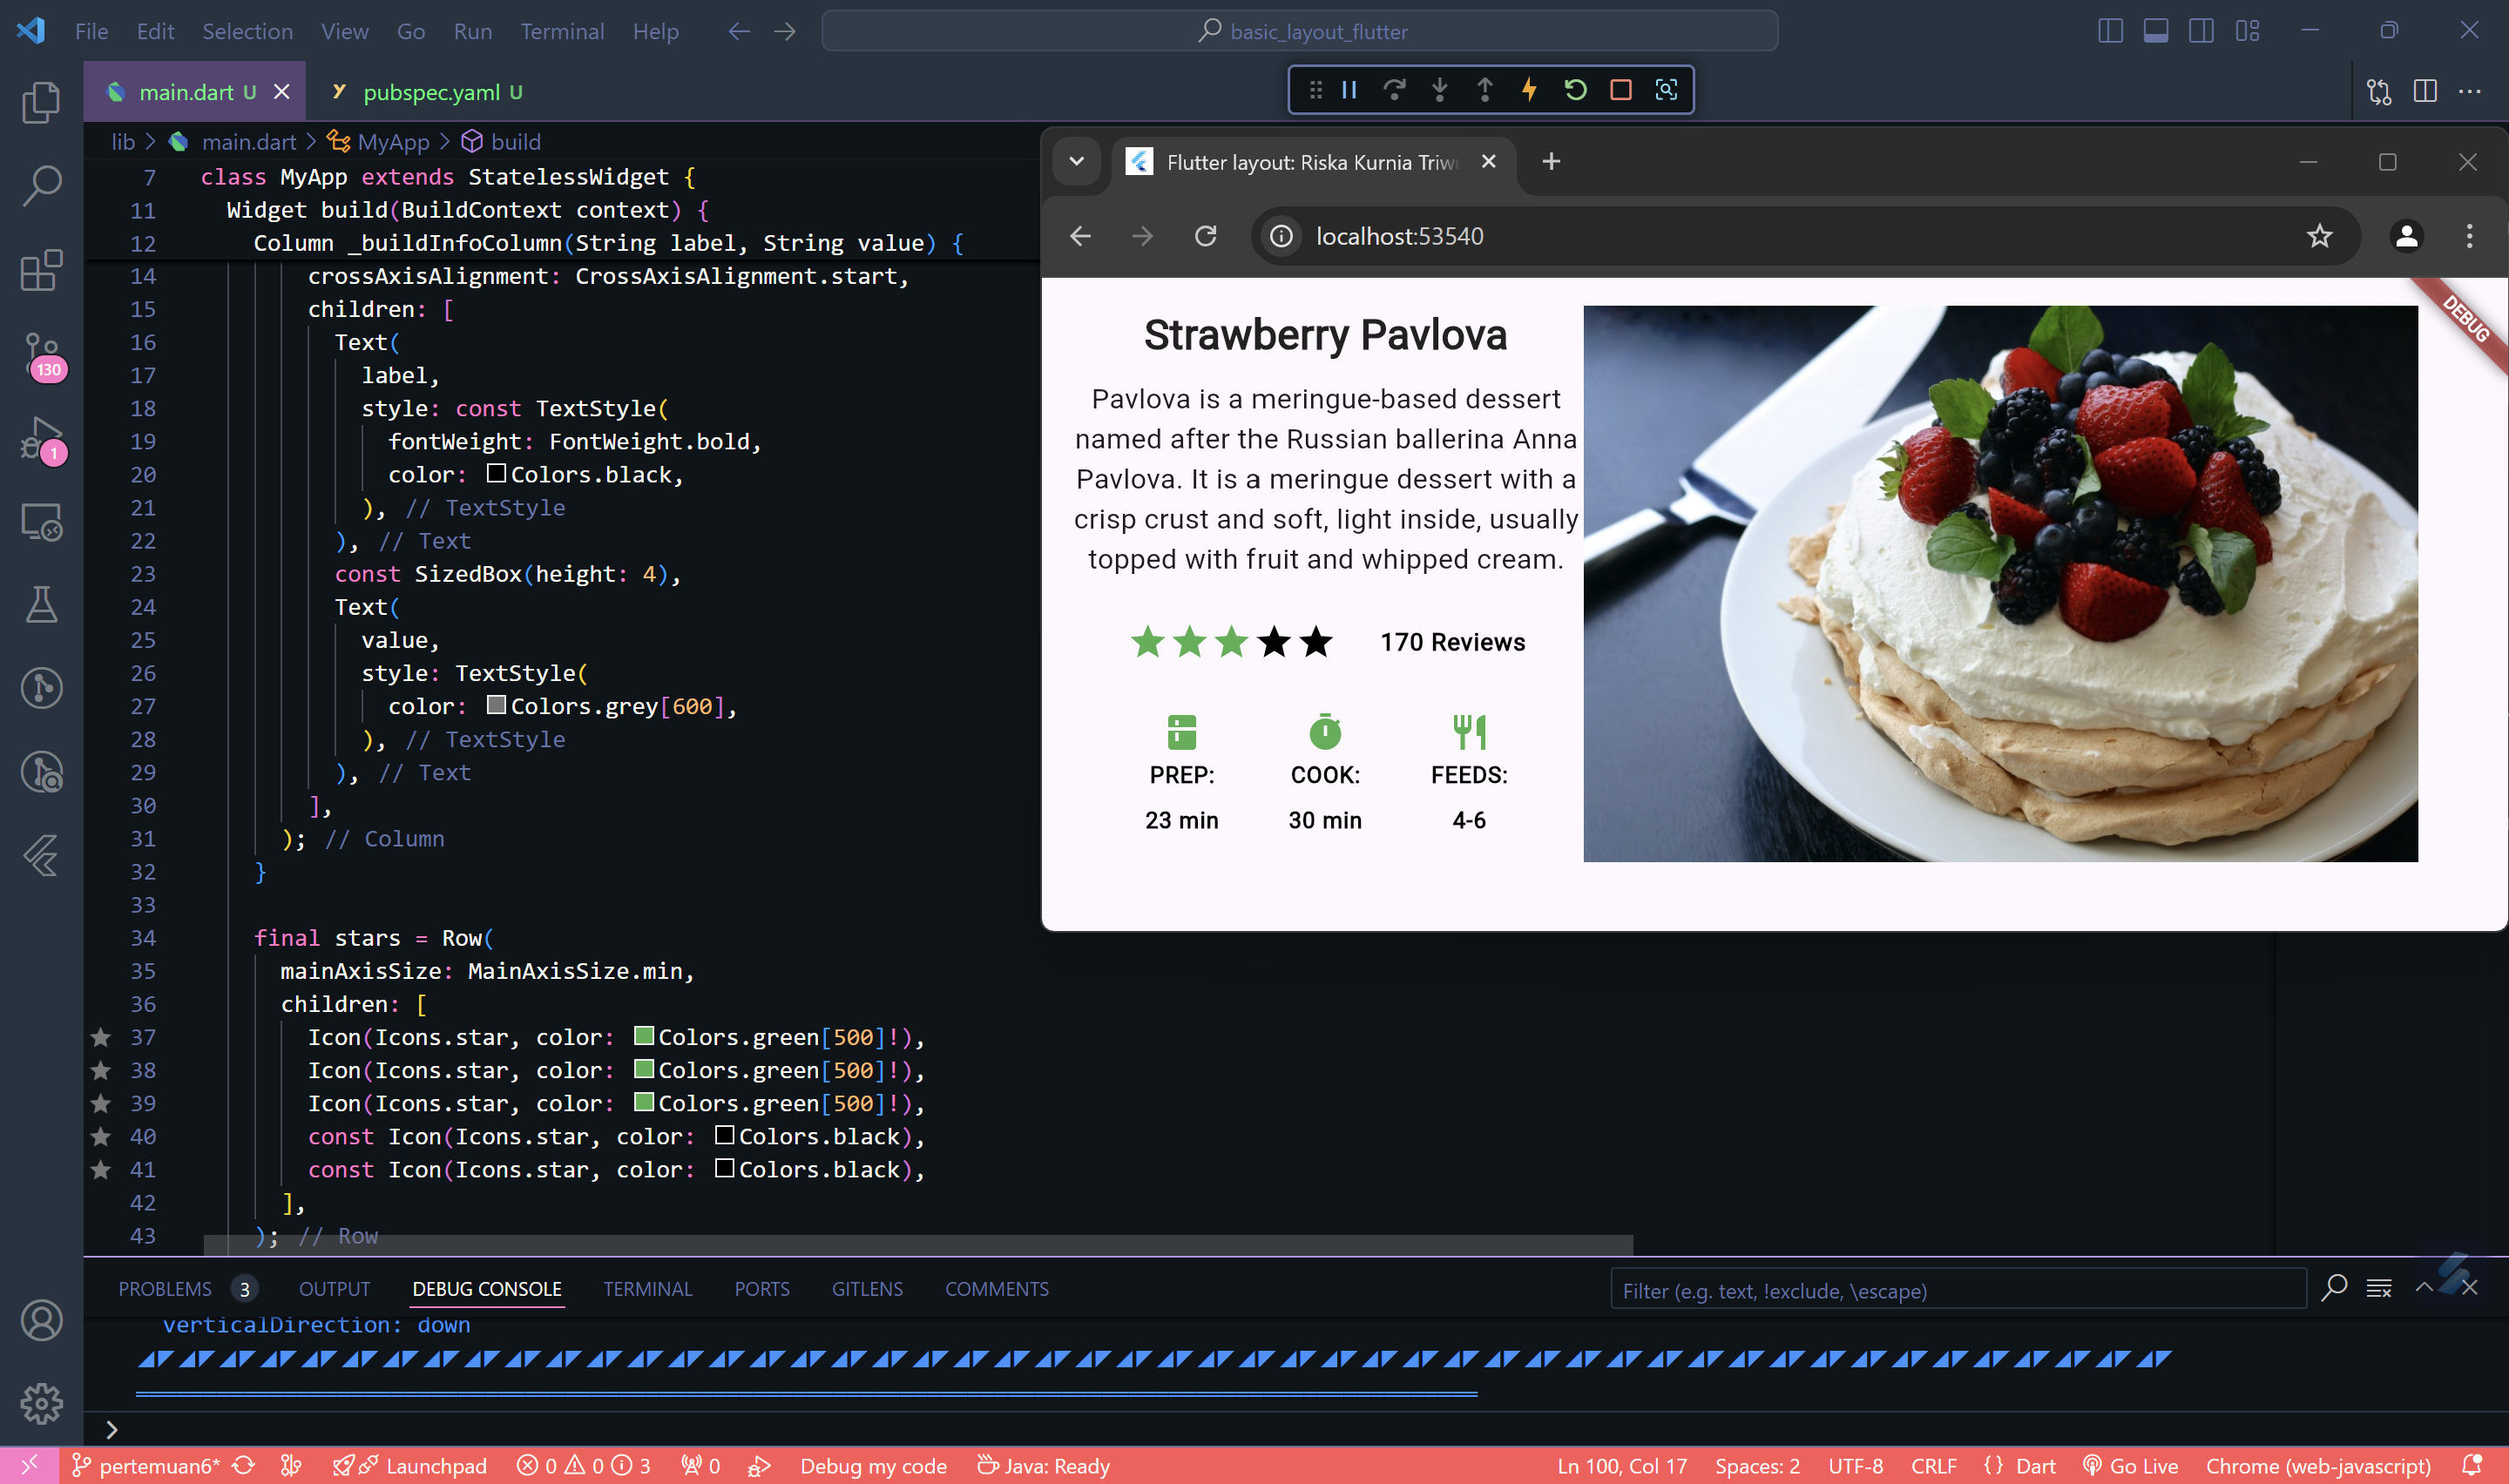 File Edit Selection View Go Run Terminal Help
basic_layout_flutter
main.dart U
pubspec.yaml U
lib > main.dart > MyApp > build
7 class MyApp extends StatelessWidget {
11 Widget build(BuildContext context) {
12 Column _buildInfoColumn(String label, String value) {
14 crossAxisAlignment: CrossAxisAlignment.start,
15 children: [
16 Text(
17 label,
18 style: const TextStyle(
19 fontWeight: FontWeight.bold,
20 color: Colors.black,
21 ), // TextStyle
22 ), // Text
23 const SizedBox(height: 4),
24 Text(
25 value,
26 style: TextStyle(
27 color: Colors.grey[600],
28 ), // TextStyle
29 ), // Text
30 ],
31 ); // Column
32 }
33
34 final stars = Row(
35 mainAxisSize: MainAxisSize.min,
36 children: [
37 Icon(Icons.star, color: Colors.green[500]!),
38 Icon(Icons.star, color: Colors.green[500]!),
39 Icon(Icons.star, color: Colors.green[500]!),
40 const Icon(Icons.star, color: Colors.black),
41 const Icon(Icons.star, color: Colors.black),
42 ],
43 ); // Row
130
1
Flutter layout: Riska Kurnia
localhost:53540
DEBUG
Strawberry Pavlova
Pavlova is a meringue-based dessert
named after the Russian ballerina Anna
Pavlova. It is a meringue dessert with a
crisp crust and soft, light inside, usually
topped with fruit and whipped cream.
170 Reviews
PREP: COOK: FEEDS:
23 min 30 min 4-6
PROBLEMS 3 OUTPUT DEBUG CONSOLE TERMINAL PORTS GITLENS COMMENTS
Filter (e.g. text, !exclude, \escape)
verticalDirection: down
pertemuan6* Launchpad 0 0 3 0 Debug my code Java: Ready
Ln 100, Col 17 Spaces: 2 UTF-8 CRLF {} Dart Go Live Chrome (web-javascript)